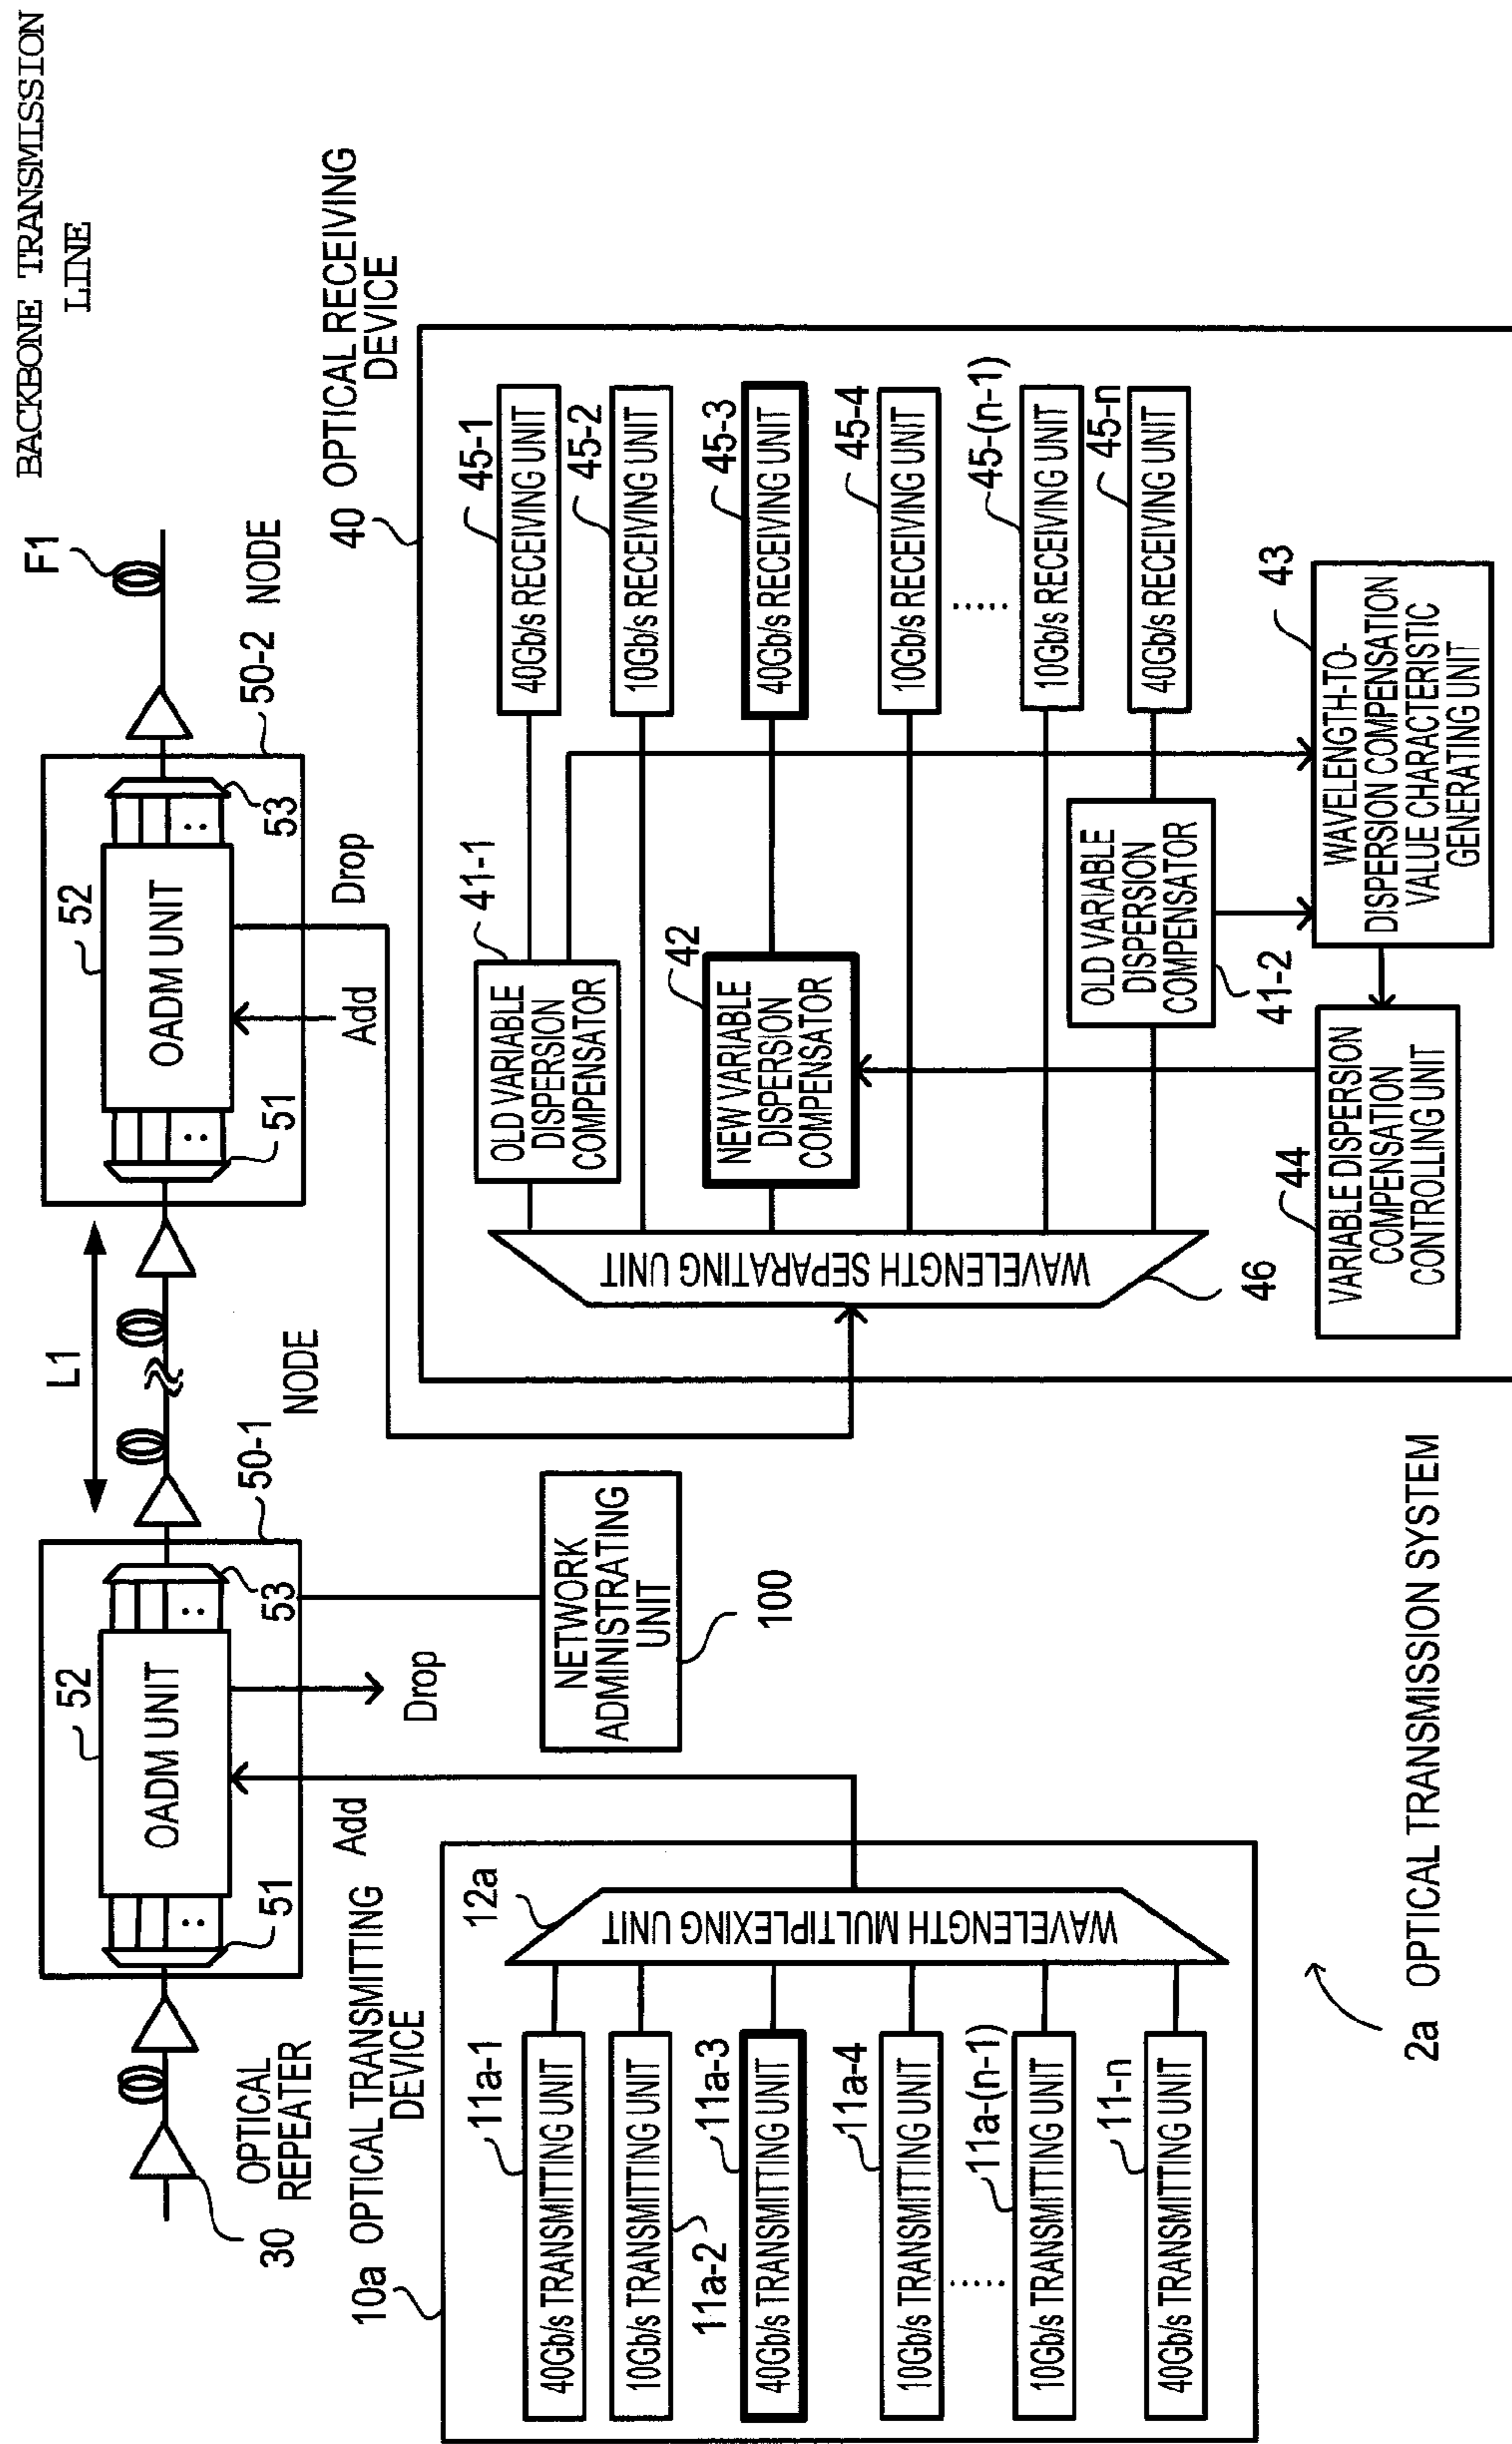 BACKBONE TRANSMISSION
LINE
F1
L1
50-1
NODE
50-2 NODE
51
52
OADM UNIT
53
51
52
OADM UNIT
53
30
OPTICAL
REPEATER
Add
Drop
Add
Drop
NETWORK
ADMINISTRATING
UNIT
100
10a OPTICAL TRANSMITTING
DEVICE
11a-1
40Gb/s TRANSMITTING UNIT
10Gb/s TRANSMITTING UNIT
11a-2
11a-3
40Gb/s TRANSMITTING UNIT
11a-4
10Gb/s TRANSMITTING UNIT
.....
11a-(n-1)
10Gb/s TRANSMITTING UNIT
11-n
40Gb/s TRANSMITTING UNIT
12a
WAVELENGTH MULTIPLEXING UNIT
40 OPTICAL RECEIVING
DEVICE
WAVELENGTH SEPARATING UNIT
46
41-1
OLD VARIABLE
DISPERSION
COMPENSATOR
42
NEW VARIABLE
DISPERSION
COMPENSATOR
OLD VARIABLE
DISPERSION
COMPENSATOR
41-2
45-1
40Gb/s RECEIVING UNIT
45-2
10Gb/s RECEIVING UNIT
45-3
40Gb/s RECEIVING UNIT
45-4
10Gb/s RECEIVING UNIT
.....
45-(n-1)
10Gb/s RECEIVING UNIT
45-n
40Gb/s RECEIVING UNIT
43
WAVELENGTH-TO-
DISPERSION COMPENSATION
VALUE CHARACTERISTIC
GENERATING UNIT
44
VARIABLE DISPERSION
COMPENSATION
CONTROLLING UNIT
2a OPTICAL TRANSMISSION SYSTEM